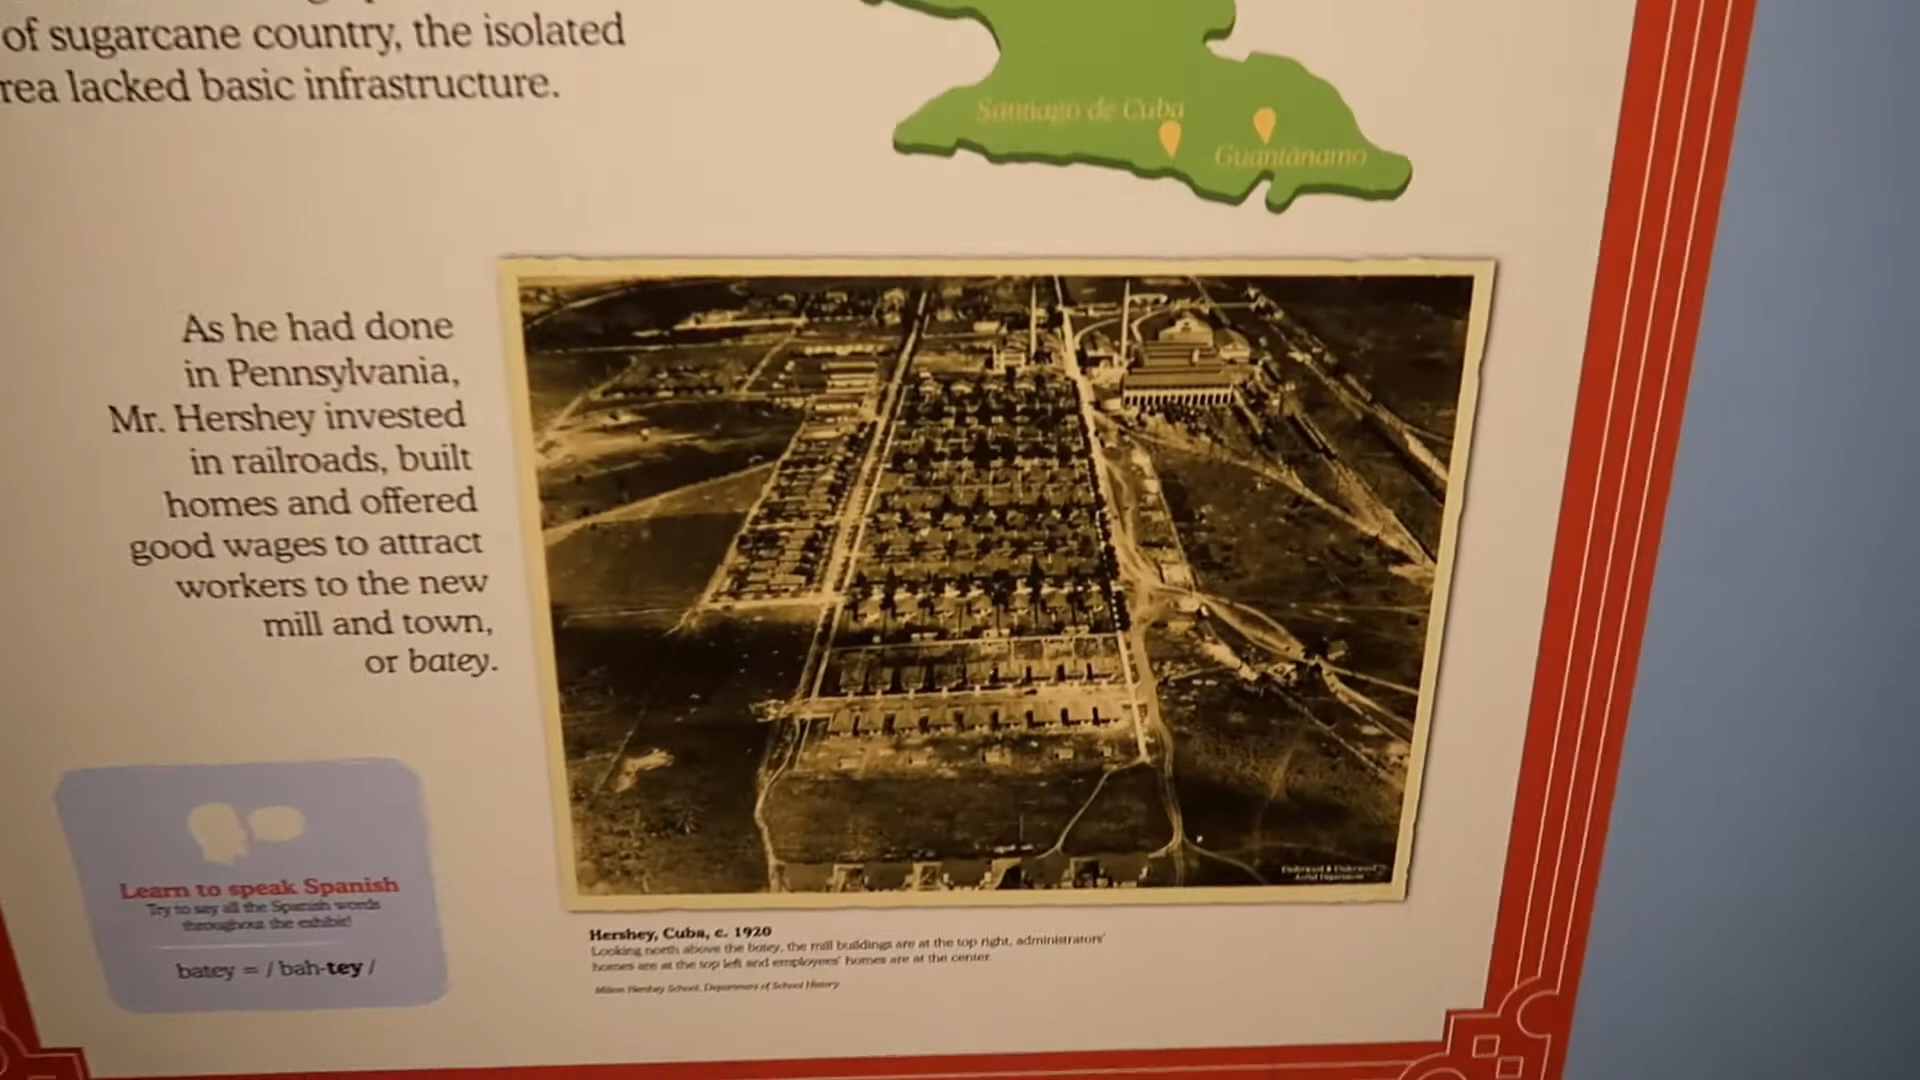 of sugarcane country, the isolated
rea lacked basic infrastructure.
Santiago de Cuba
Guantánamo
As he had done
in Pennsylvania,
Mr. Hershey invested
in railroads, built
homes and offered
good wages to attract
workers to the new
mill and town,
or batey.
Learn to speak Spanish
Try to say all the Spanish words
throughout the exhibit!
batey = / bah-tey /
Underwood & Underwood
Aerial Department
Hershey, Cuba, c. 1920
Looking north above the batey, the mill buildings are at the top right, administrators'
homes are at the top left and employees' homes are at the center.
Milton Hershey School, Department of School History